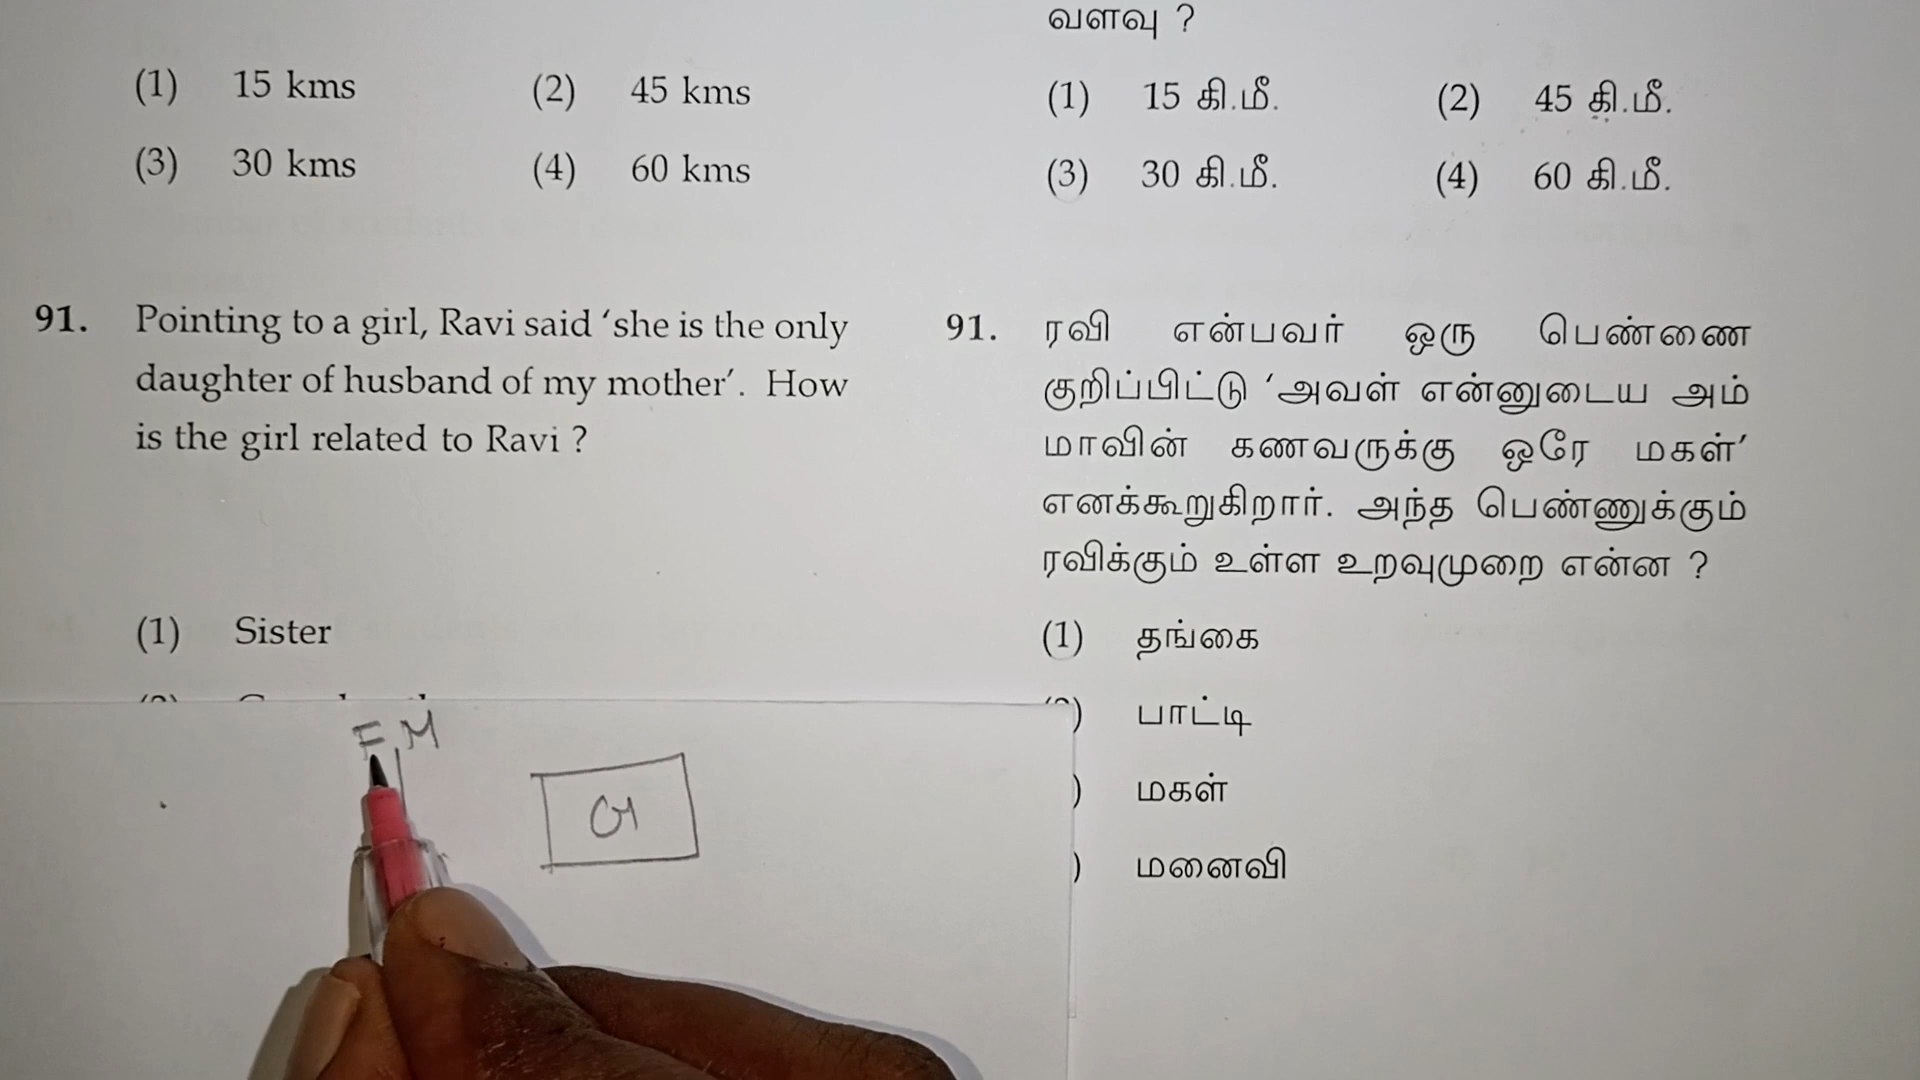 வளவு ?
(1) 15 kms (2) 45 kms
(3) 30 kms (4) 60 kms
(1) 15 கி.மீ. (2) 45 கி.மீ.
(3) 30 கி.மீ. (4) 60 கி.மீ.
91. Pointing to a girl, Ravi said ‘she is the only
daughter of husband of my mother’. How
is the girl related to Ravi ?
(1) Sister
91. ரவி என்பவர் ஒரு பெண்ணை
குறிப்பிட்டு ‘அவள் என்னுடைய அம்
மாவின் கணவருக்கு ஒரே மகள்’
எனக்கூறுகிறார். அந்த பெண்ணுக்கும்
ரவிக்கும் உள்ள உறவுமுறை என்ன ?
(1) தங்கை
) பாட்டி
) மகள்
) மனைவி
F M
G